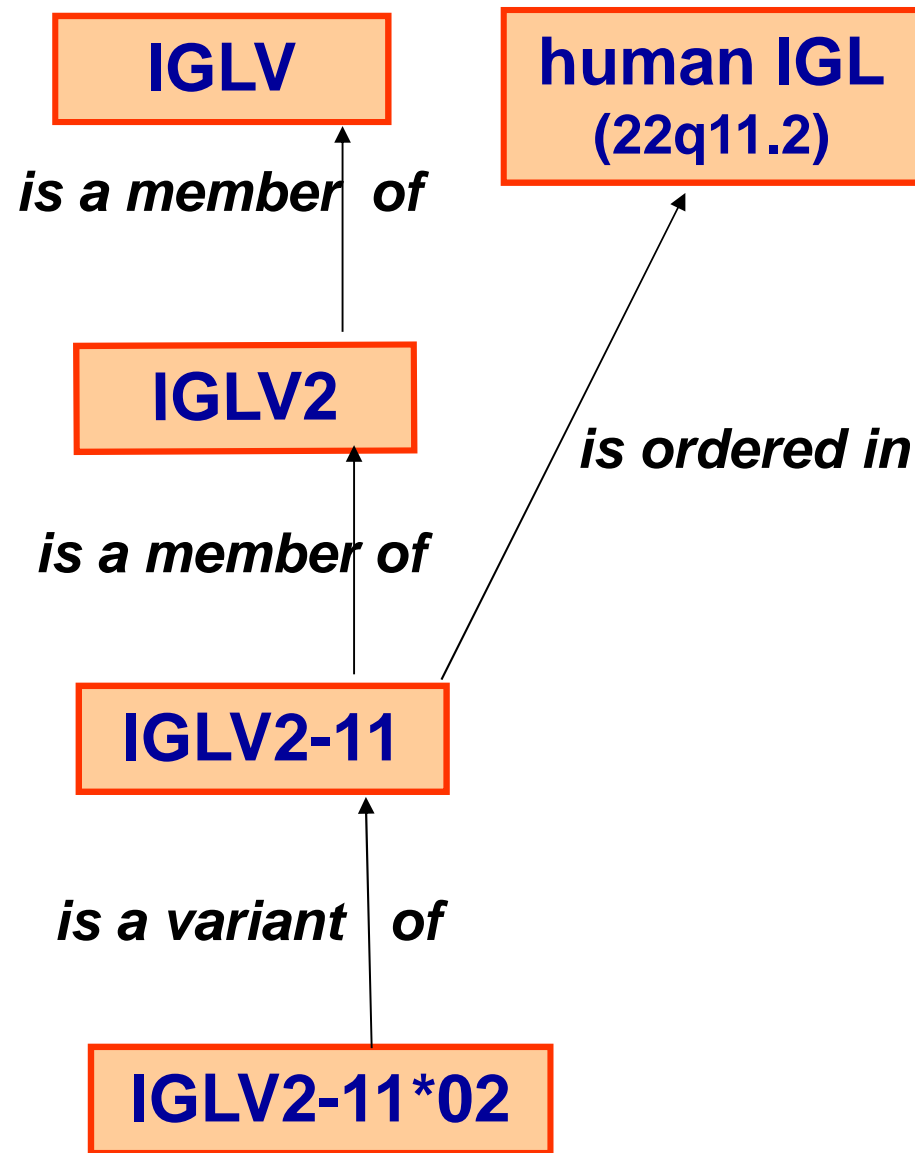 IGLV
human IGL
(22q11.2)
is a member of
IGLV2
is ordered in
is a member of
IGLV2-11
is a variant of
IGLV2-11*02